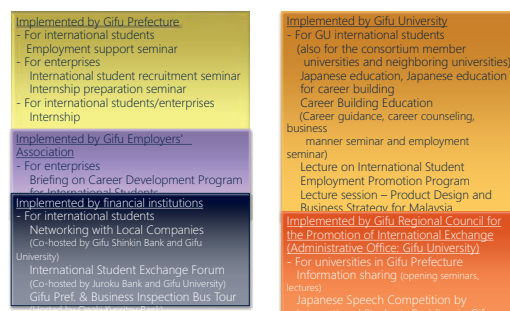 Implemented by Gifu Prefecture
- For international students
Employment support seminar
- For enterprises
International student recruitment seminar
Internship preparation seminar
- For international students/enterprises
Internship
Implemented by Gifu Employers'
Association
- For enterprises
Briefing on Career Development Program
for International Students
Implemented by financial institutions
- For international students
Networking with Local Companies
(Co-hosted by Gifu Shinkin Bank and Gifu
University)
International Student Exchange Forum
(Co-hosted by Juroku Bank and Gifu University)
Gifu Pref. & Business Inspection Bus Tour
Implemented by Gifu University
- For GU international students
(also for the consortium member
universities and neighboring universities)
Japanese education, Japanese education
for career building
Career Building Education
(Career guidance, career counseling,
business
manner seminar and employment
seminar)
Lecture on International Student
Employment Promotion Program
Lecture session – Product Design and
Business Strategy for Malaysia
Implemented by Gifu Regional Council for
the Promotion of International Exchange
(Administrative Office: Gifu University)
- For universities in Gifu Prefecture
Information sharing (opening seminars,
lectures)
Japanese Speech Competition by